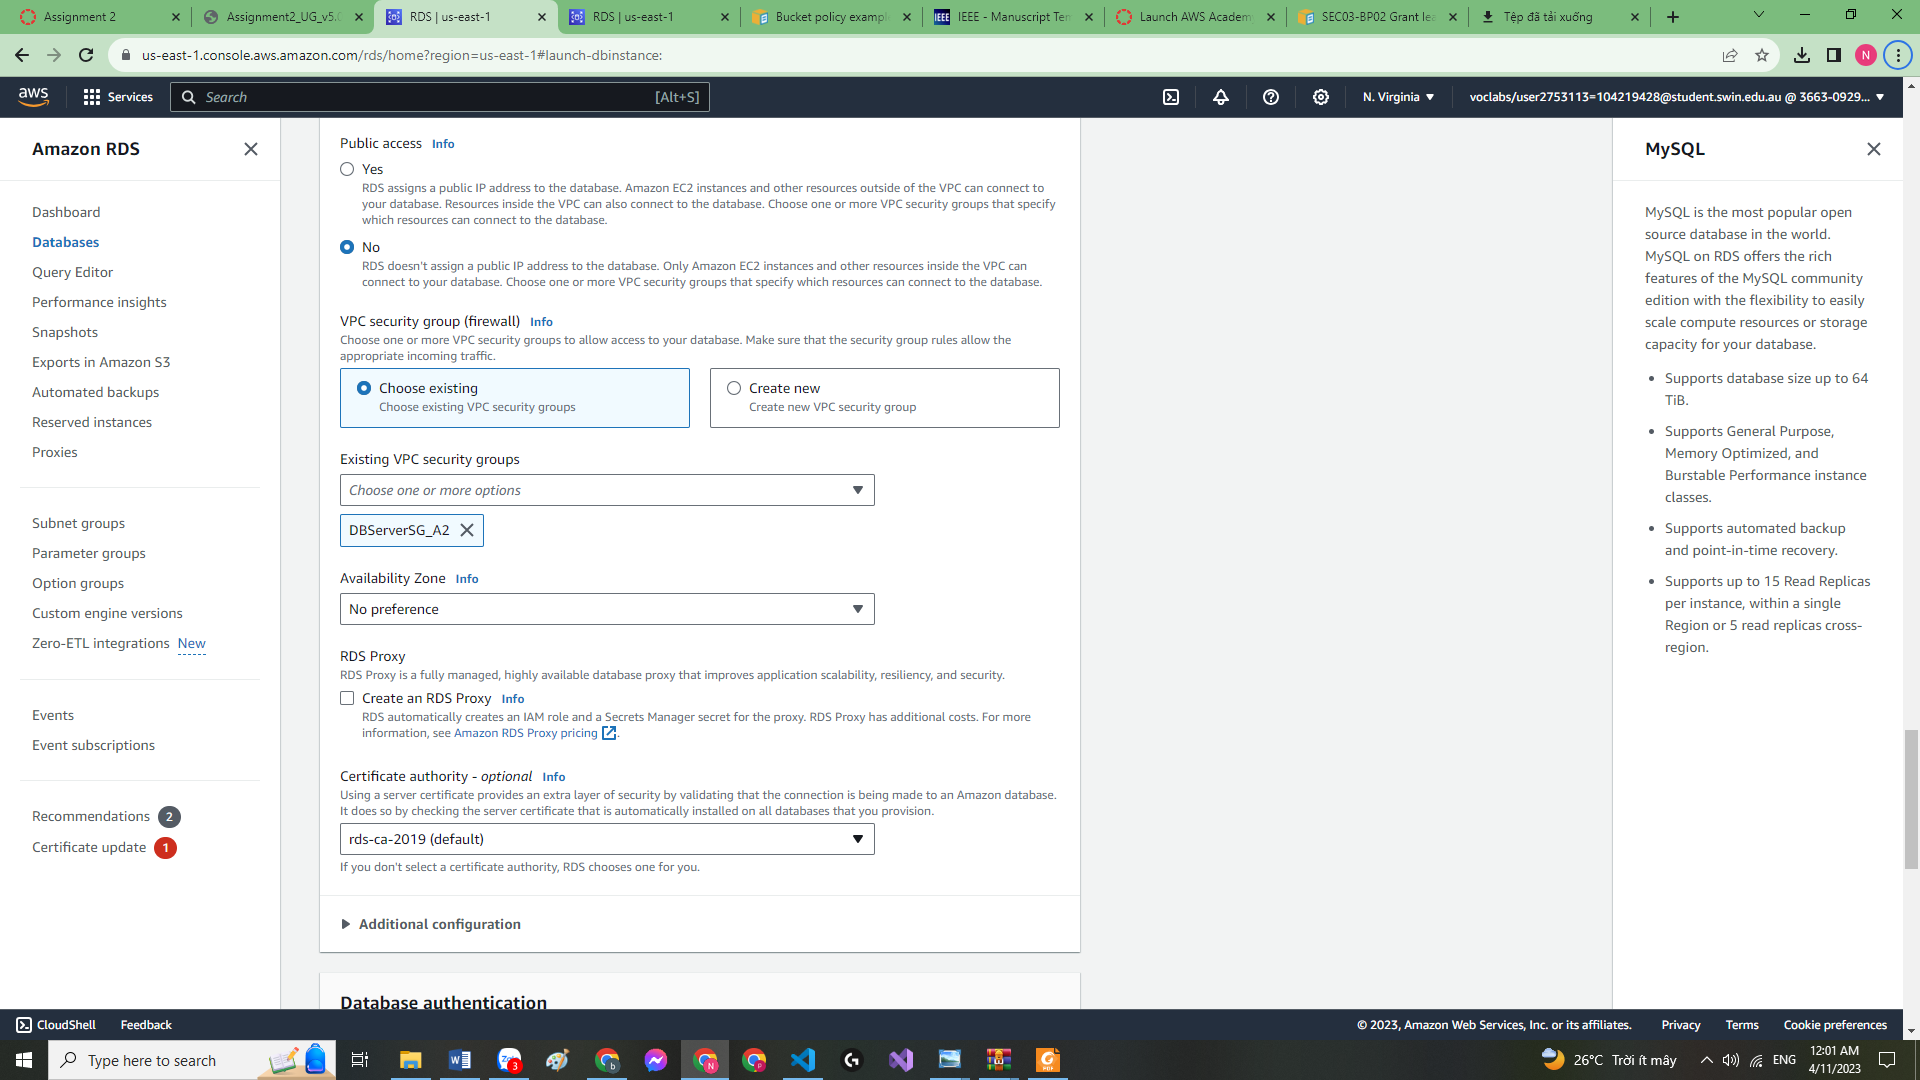 Assignment 2
Assignment2_UG_v5.0
RDS | us-east-1
RDS | us-east-1
Bucket policy example
IEEE - Manuscript Tem
Launch AWS Academ
SEC03-BP02 Grant lea
Tệp đã tải xuống
us-east-1.console.aws.amazon.com/rds/home?region=us-east-1#launch-dbinstance:
N
aws
Services
Search
[Alt+S]
N. Virginia
voclabs/user2753113=104219428@student.swin.edu.au @ 3663-0929...
Amazon RDS
Dashboard
Databases
Query Editor
Performance insights
Snapshots
Exports in Amazon S3
Automated backups
Reserved instances
Proxies
Subnet groups
Parameter groups
Option groups
Custom engine versions
Zero-ETL integrations New
Events
Event subscriptions
Recommendations 2
Certificate update 1
Public access Info
Yes
RDS assigns a public IP address to the database. Amazon EC2 instances and other resources outside of the VPC can connect to
your database. Resources inside the VPC can also connect to the database. Choose one or more VPC security groups that specify
which resources can connect to the database.
No
RDS doesn't assign a public IP address to the database. Only Amazon EC2 instances and other resources inside the VPC can
connect to your database. Choose one or more VPC security groups that specify which resources can connect to the database.
VPC security group (firewall) Info
Choose one or more VPC security groups to allow access to your database. Make sure that the security group rules allow the
appropriate incoming traffic.
Choose existing
Choose existing VPC security groups
Create new
Create new VPC security group
Existing VPC security groups
Choose one or more options
DBServerSG_A2
Availability Zone Info
No preference
RDS Proxy
RDS Proxy is a fully managed, highly available database proxy that improves application scalability, resiliency, and security.
Create an RDS Proxy Info
RDS automatically creates an IAM role and a Secrets Manager secret for the proxy. RDS Proxy has additional costs. For more
information, see Amazon RDS Proxy pricing.
Certificate authority - optional Info
Using a server certificate provides an extra layer of security by validating that the connection is being made to an Amazon database.
It does so by checking the server certificate that is automatically installed on all databases that you provision.
rds-ca-2019 (default)
If you don't select a certificate authority, RDS chooses one for you.
Additional configuration
Database authentication
MySQL
MySQL is the most popular open
source database in the world.
MySQL on RDS offers the rich
features of the MySQL community
edition with the flexibility to easily
scale compute resources or storage
capacity for your database.
• Supports database size up to 64
TiB.
• Supports General Purpose,
Memory Optimized, and
Burstable Performance instance
classes.
• Supports automated backup
and point-in-time recovery.
• Supports up to 15 Read Replicas
per instance, within a single
Region or 5 read replicas cross-
region.
CloudShell
Feedback
© 2023, Amazon Web Services, Inc. or its affiliates.
Privacy
Terms
Cookie preferences
Type here to search
26°C Trời ít mây
ENG
12:01 AM
4/11/2023